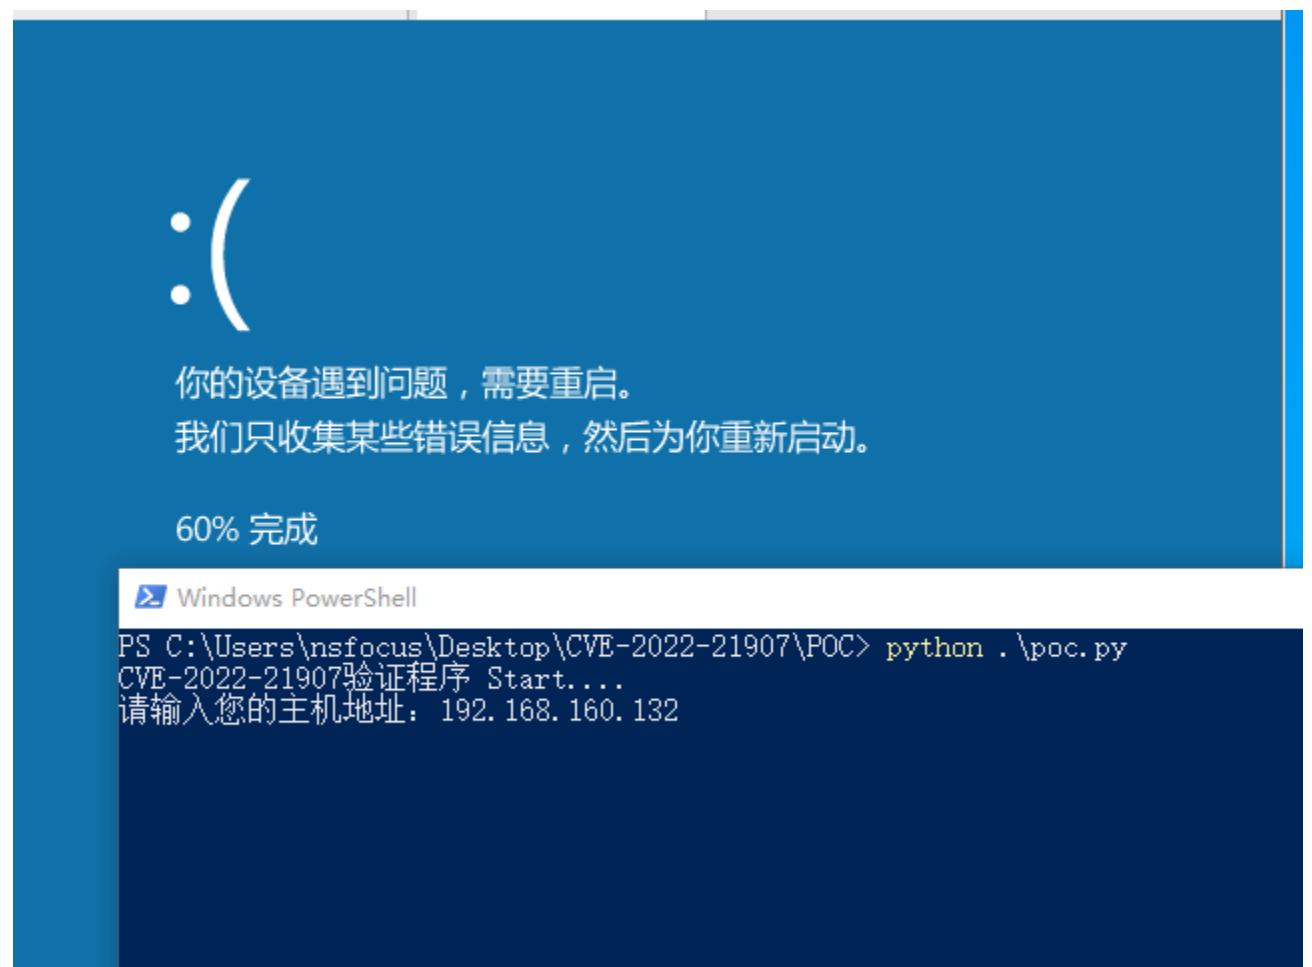 :(
你的设备遇到问题，需要重启。
我们只收集某些错误信息，然后为你重新启动。
60% 完成
Windows PowerShell
PS C:\Users\nsfocus\Desktop\CVE-2022-21907\POC> python .\poc.py
CVE-2022-21907验证程序 Start....
请输入您的主机地址: 192.168.160.132